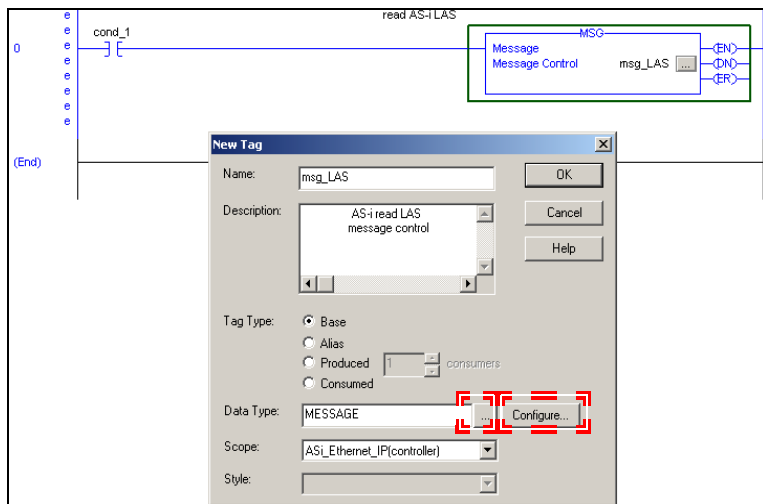 read AS-i LAS
e
e
e
e
e
e
e
e
0
cond_1
MSG
Message
Message Control msg_LAS ...
EN
DN
ER
(End)
New Tag
Name: msg_LAS
OK
Description: AS-i read LAS
message control
Cancel
Help
Tag Type: Base
Alias
Produced 1 consumers
Consumed
Data Type: MESSAGE ... Configure...
Scope: ASi_Ethernet_IP(controller)
Style: